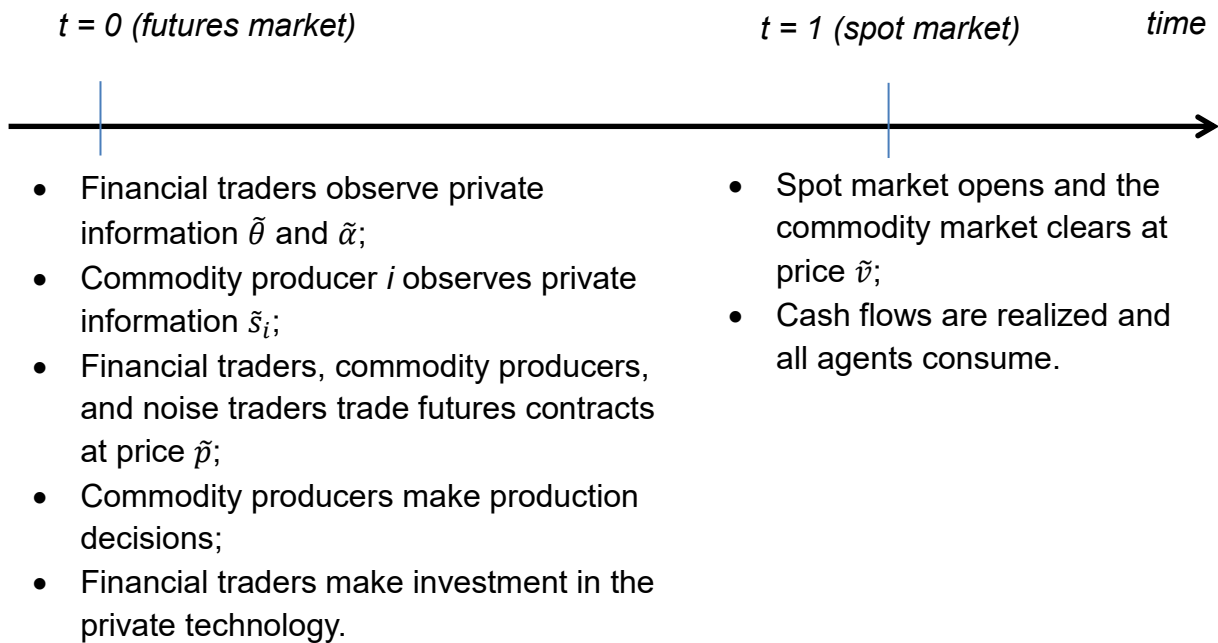 t = 0 (futures market)
t = 1 (spot market)
time
• Financial traders observe private
information θ̃ and α̃;
• Commodity producer i observes private
information s̃ᵢ;
• Financial traders, commodity producers,
and noise traders trade futures contracts
at price p̃;
• Commodity producers make production
decisions;
• Financial traders make investment in the
private technology.
• Spot market opens and the
commodity market clears at
price ṽ;
• Cash flows are realized and
all agents consume.